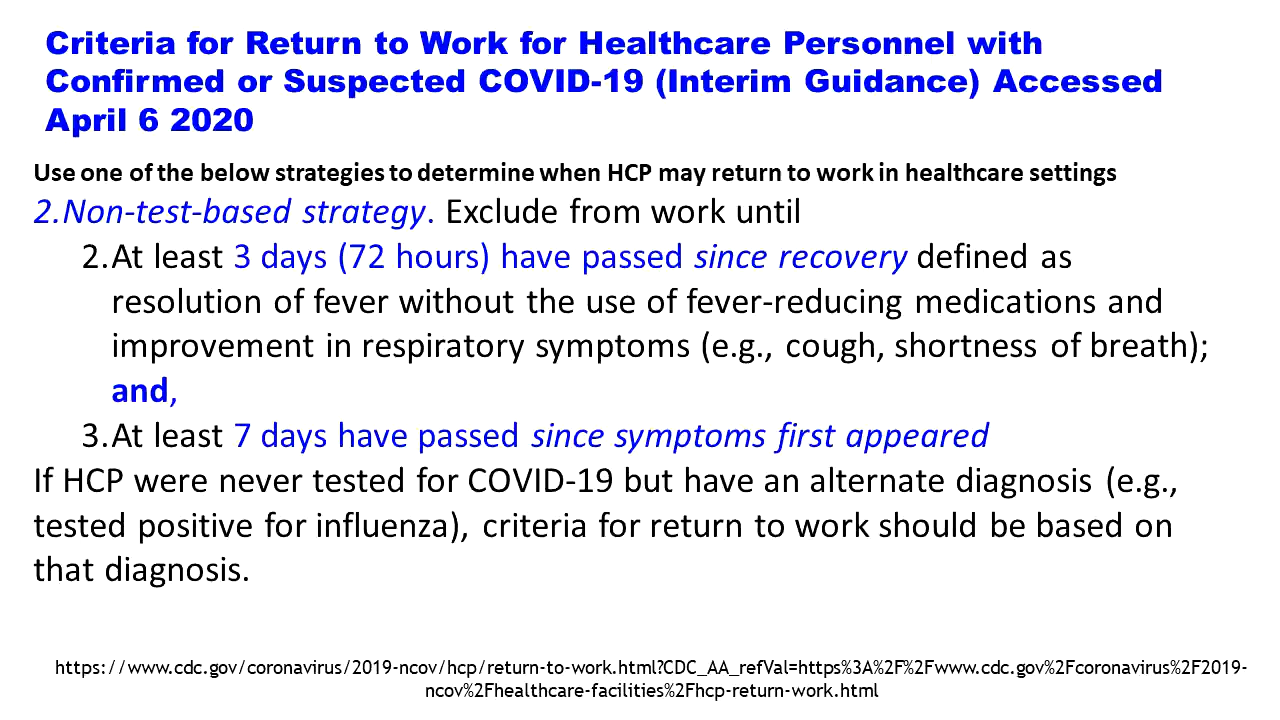 Criteria for Return to Work for Healthcare Personnel with
Confirmed or Suspected COVID-19 (Interim Guidance) Accessed
April 6 2020
Use one of the below strategies to determine when HCP may return to work in healthcare settings
2.Non-test-based strategy. Exclude from work until
2.At least 3 days (72 hours) have passed since recovery defined as
resolution of fever without the use of fever-reducing medications and
improvement in respiratory symptoms (e.g., cough, shortness of breath);
and,
3.At least 7 days have passed since symptoms first appeared
If HCP were never tested for COVID-19 but have an alternate diagnosis (e.g.,
tested positive for influenza), criteria for return to work should be based on
that diagnosis.
https://www.cdc.gov/coronavirus/2019-ncov/hcp/return-to-work.html?CDC_AA_refVal=https%3A%2F%2Fwww.cdc.gov%2Fcoronavirus%2F2019-
ncov%2Fhealthcare-facilities%2Fhcp-return-work.html